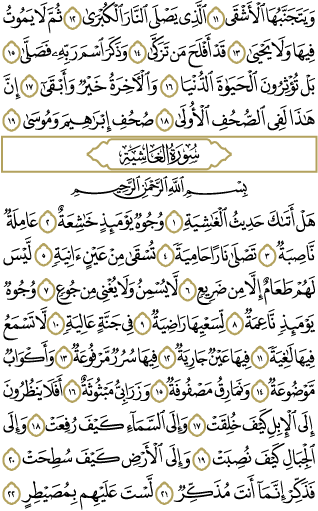 وَيَتَجَنَّبُهَا ٱلْأَشْقَى ١١ ٱلَّذِى يَصْلَى ٱلنَّارَ ٱلْكُبْرَىٰ ١٢ ثُمَّ لَا يَمُوتُ
فِيهَا وَلَا يَحْيَىٰ ١٣ قَدْ أَفْلَحَ مَن تَزَكَّىٰ ١٤ وَذَكَرَ ٱسْمَ رَبِّهِۦ فَصَلَّىٰ ١٥
بَلْ تُؤْثِرُونَ ٱلْحَيَوٰةَ ٱلدُّنْيَا ١٦ وَٱلْأَخِرَةُ خَيْرٌ وَأَبْقَىٰٓ ١٧ إِنَّ
هَٰذَا لَفِى ٱلصُّحُفِ ٱلْأُولَىٰ ١٨ صُحُفِ إِبْرَٰهِيمَ وَمُوسَىٰ ١٩
سُورَةُ ٱلْغَاشِيَةِ
بِسْمِ ٱللَّهِ ٱلرَّحْمَٰنِ ٱلرَّحِيمِ
هَلْ أَتَىٰكَ حَدِيثُ ٱلْغَٰشِيَةِ ١ وُجُوهٌ يَوْمَئِذٍ خَٰشِعَةٌ ٢ عَامِلَةٌ
نَّاصِبَةٌ ٣ تَصْلَىٰ نَارًا حَامِيَةً ٤ تُسْقَىٰ مِنْ عَيْنٍ ءَانِيَةٍ ٥ لَّيْسَ
لَهُمْ طَعَامٌ إِلَّا مِن ضَرِيعٍ ٦ لَّا يُسْمِنُ وَلَا يُغْنِى مِن جُوعٍ ٧ وُجُوهٌ
يَوْمَئِذٍ نَّاعِمَةٌ ٨ لِّسَعْيِهَا رَاضِيَةٌ ٩ فِى جَنَّةٍ عَالِيَةٍ ١٠ لَّا تَسْمَعُ
فِيهَا لَٰغِيَةً ١١ فِيهَا عَيْنٌ جَارِيَةٌ ١٢ فِيهَا سُرُرٌ مَّرْفُوعَةٌ ١٣ وَأَكْوَابٌ
مَّوْضُوعَةٌ ١٤ وَنَمَارِقُ مَصْفُوفَةٌ ١٥ وَزَرَابِىُّ مَبْثُوثَةٌ ١٦ أَفَلَا يَنظُرُونَ
إِلَى ٱلْإِبِلِ كَيْفَ خُلِقَتْ ١٧ وَإِلَى ٱلسَّمَآءِ كَيْفَ رُفِعَتْ ١٨ وَإِلَى
ٱلْجِبَالِ كَيْفَ نُصِبَتْ ١٩ وَإِلَى ٱلْأَرْضِ كَيْفَ سُطِحَتْ ٢٠
فَذَكِّرْ إِنَّمَآ أَنتَ مُذَكِّرٌ ٢١ لَّسْتَ عَلَيْهِم بِمُصَيْطِرٍ ٢٢